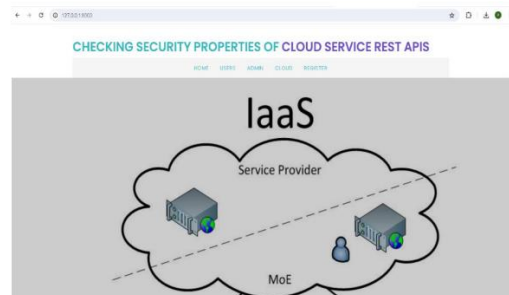 127.0.0.1:8000
CHECKING SECURITY PROPERTIES OF CLOUD SERVICE REST APIS
HOME USERS ADMIN CLOUD REGISTER
IaaS
Service Provider
MoE